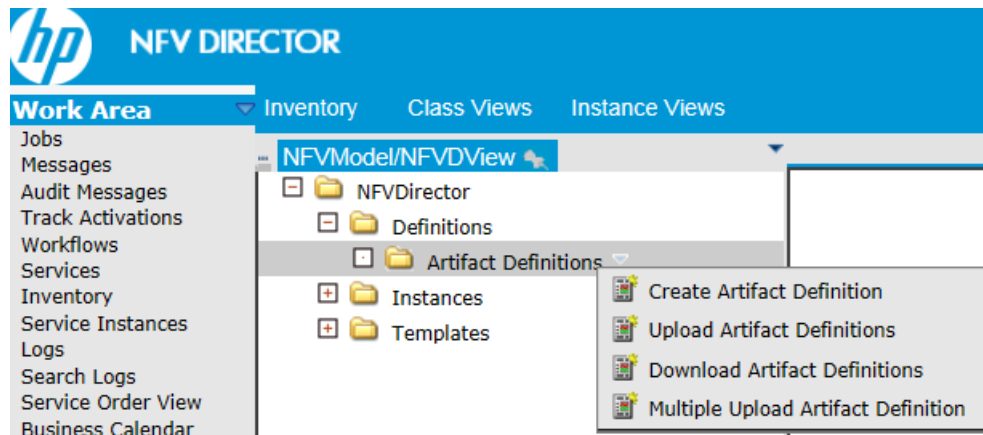 hp NFV DIRECTOR
Work Area
Inventory Class Views Instance Views
Jobs
Messages
Audit Messages
Track Activations
Workflows
Services
Inventory
Service Instances
Logs
Search Logs
Service Order View
Business Calendar
NFVModel/NFVDView
NFVDirector
Definitions
Artifact Definitions
Instances
Templates
Create Artifact Definition
Upload Artifact Definitions
Download Artifact Definitions
Multiple Upload Artifact Definition